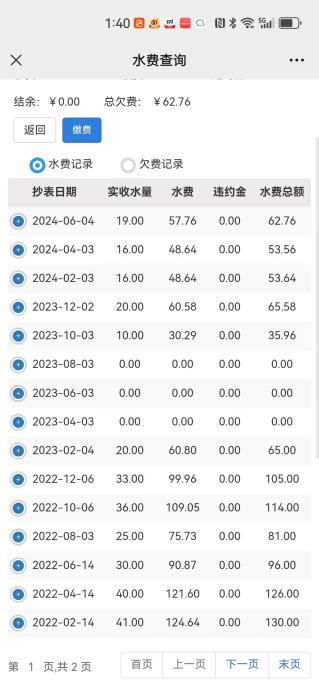 1:40
5G
水费查询
结余：￥0.00 总欠费：￥62.76
返回 缴费
水费记录 欠费记录
抄表日期 实收水量 水费 违约金 水费总额
2024-06-04 19.00 57.76 0.00 62.76
2024-04-03 16.00 48.64 0.00 53.56
2024-02-03 16.00 48.64 0.00 53.64
2023-12-02 20.00 60.58 0.00 65.58
2023-10-03 10.00 30.29 0.00 35.96
2023-08-03 0.00 0.00 0.00 0.00
2023-06-03 0.00 0.00 0.00 0.00
2023-04-03 0.00 0.00 0.00 0.00
2023-02-04 20.00 60.80 0.00 65.00
2022-12-06 33.00 99.96 0.00 105.00
2022-10-06 36.00 109.05 0.00 114.00
2022-08-03 25.00 75.73 0.00 81.00
2022-06-14 30.00 90.87 0.00 96.00
2022-04-14 40.00 121.60 0.00 126.00
2022-02-14 41.00 124.64 0.00 130.00
第 1 页,共 2 页 首页 上一页 下一页 末页